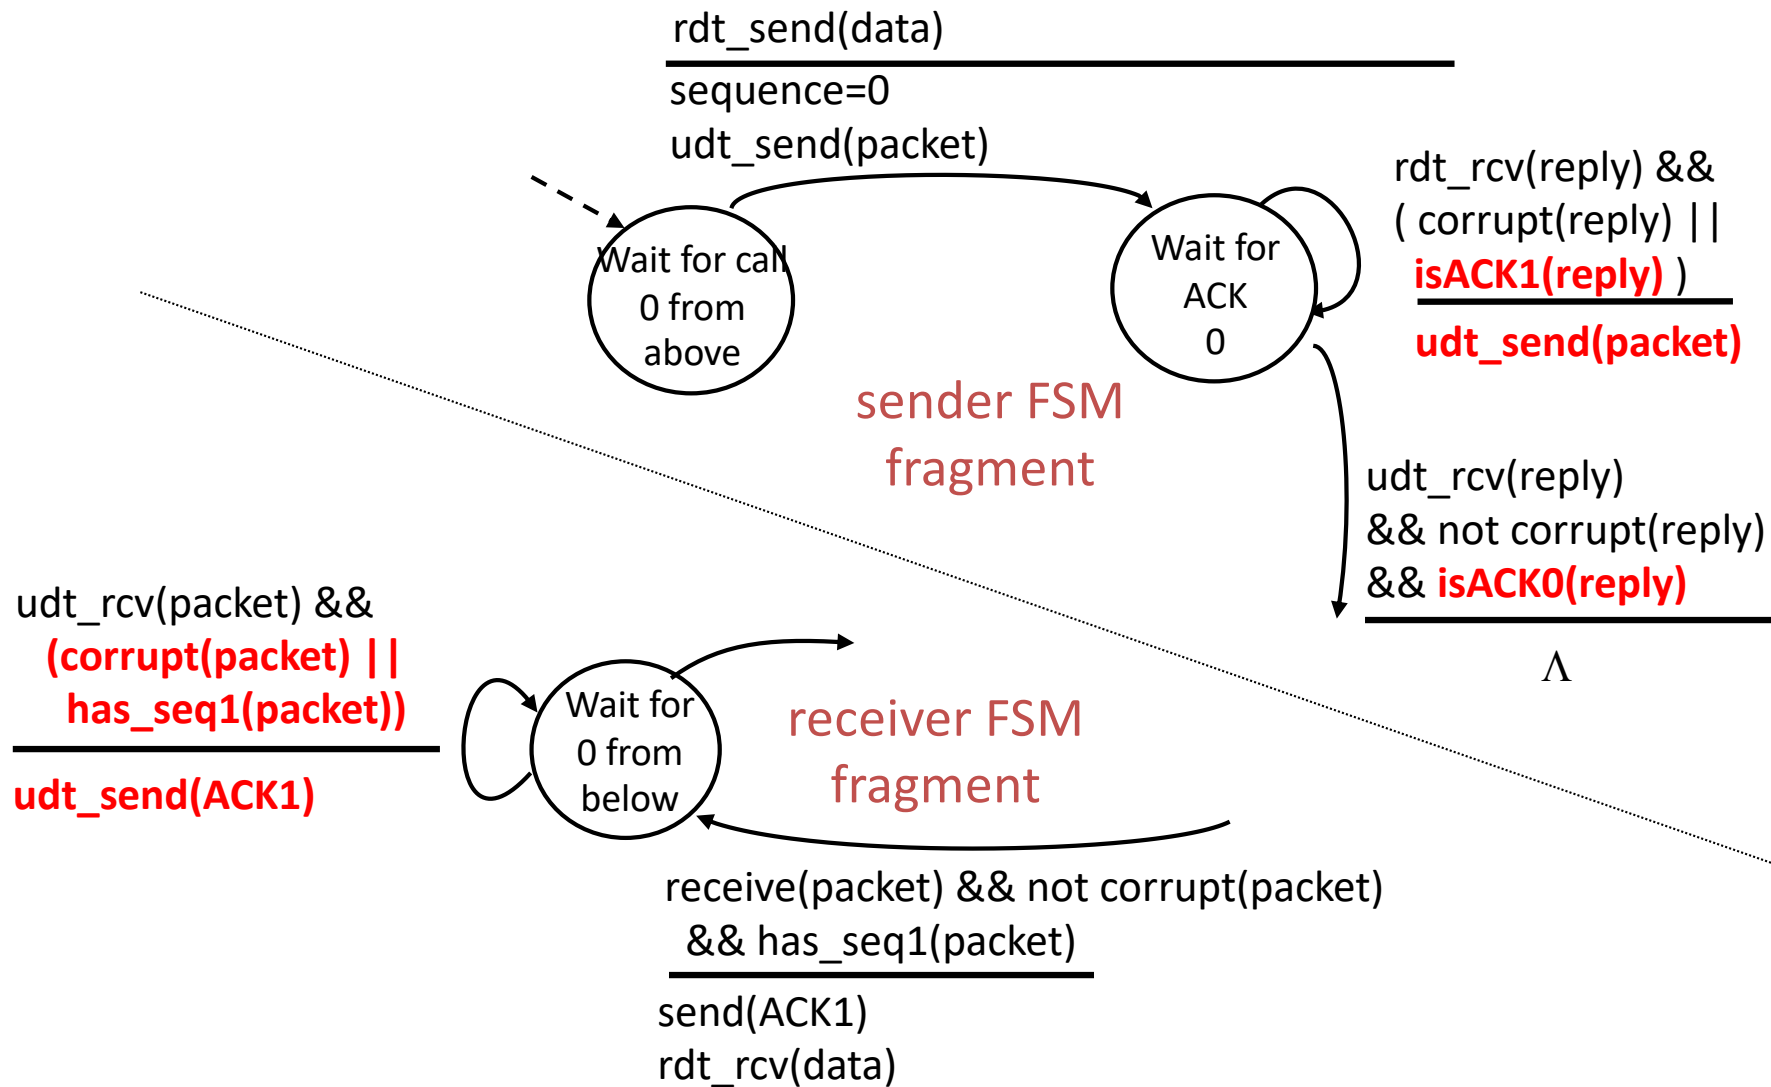 rdt_send(data)
sequence=0
udt_send(packet)
rdt_rcv(reply) &&
( corrupt(reply) ||
isACK1(reply) )
udt_send(packet)
Wait for call
0 from
above
Wait for
ACK
0
sender FSM
fragment
udt_rcv(reply)
&& not corrupt(reply)
&& isACK0(reply)
Λ
udt_rcv(packet) &&
(corrupt(packet) ||
has_seq1(packet))
udt_send(ACK1)
Wait for
0 from
below
receiver FSM
fragment
receive(packet) && not corrupt(packet)
&& has_seq1(packet)
send(ACK1)
rdt_rcv(data)